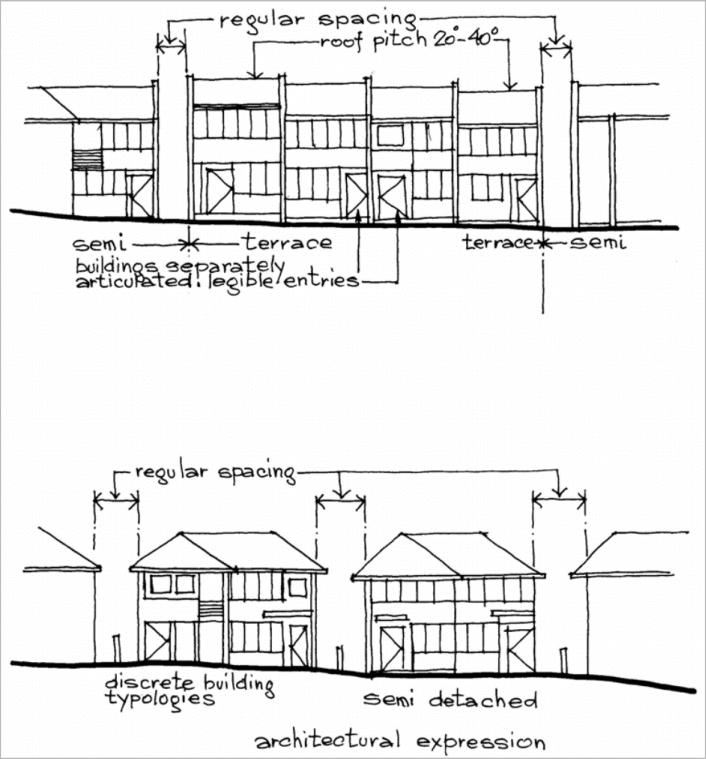 regular spacing
roof pitch 20°-40°
semi
terrace
terrace
semi
buildings separately
articulated. legible entries
regular spacing
discrete building
typologies
semi detached
architectural expression